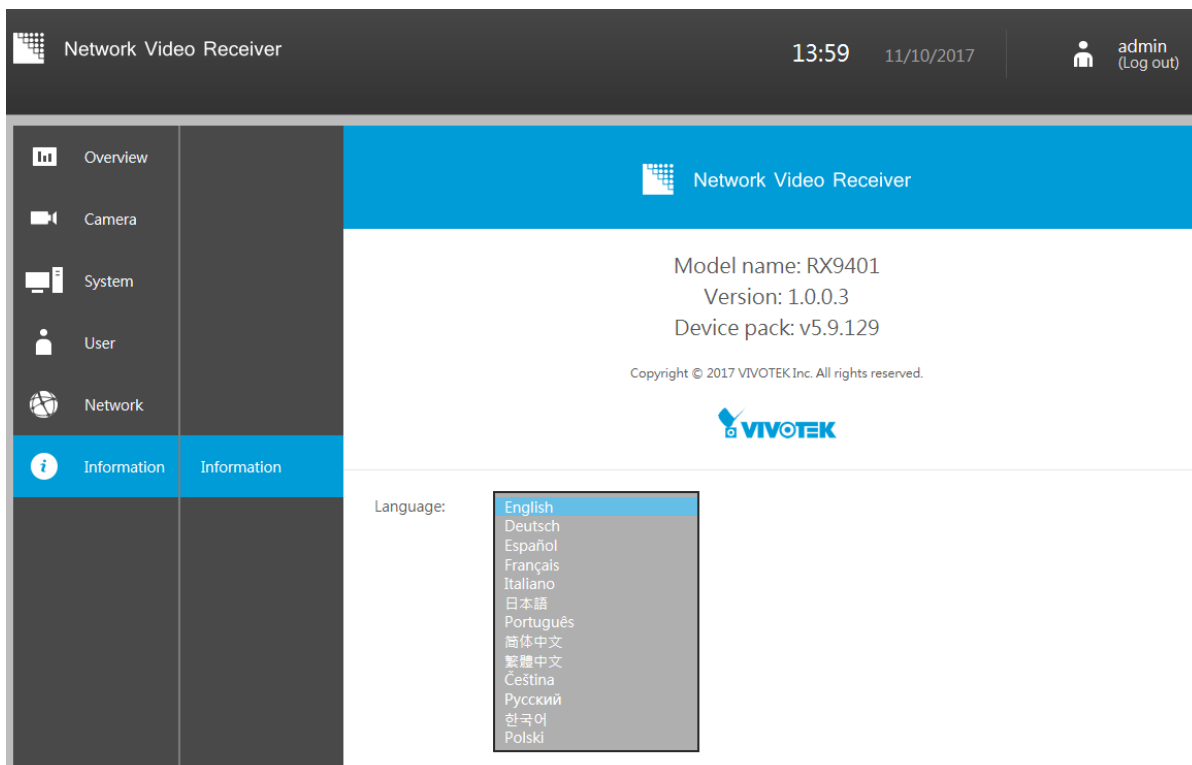 Network Video Receiver
13:59 11/10/2017
admin
(Log out)
Overview
Camera
System
User
Network
Information Information
Network Video Receiver
Model name: RX9401
Version: 1.0.0.3
Device pack: v5.9.129
Copyright © 2017 VIVOTEK Inc. All rights reserved.
VIVOTEK
Language:
English
Deutsch
Español
Français
Italiano
日本語
Português
简体中文
繁體中文
Čeština
Русский
한국어
Polski